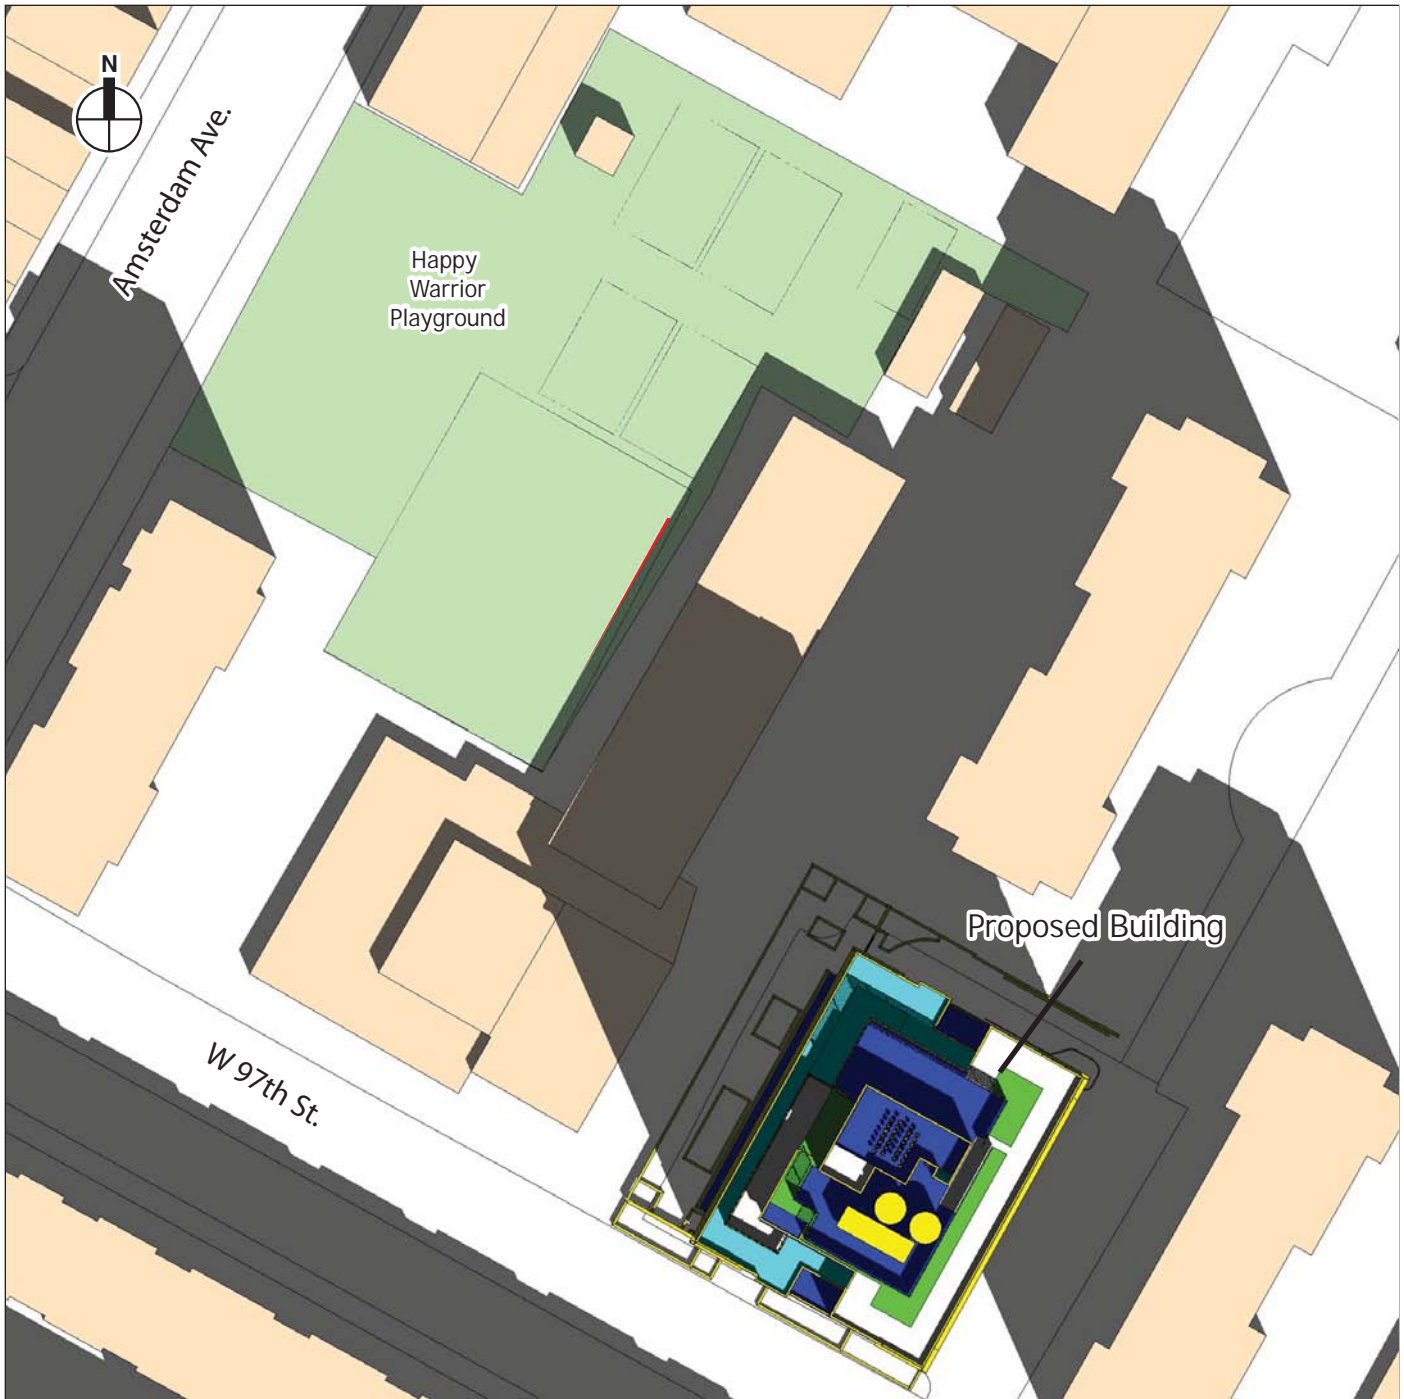 N
Amsterdam Ave.
Happy
Warrior
Playground
Proposed Building
W 97th St.